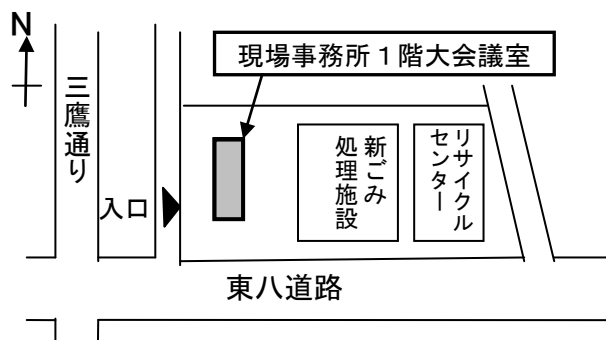 N
現場事務所１階大会議室
三鷹通り
新ごみ
処理施設
リサイクル
センター
入口
東八道路